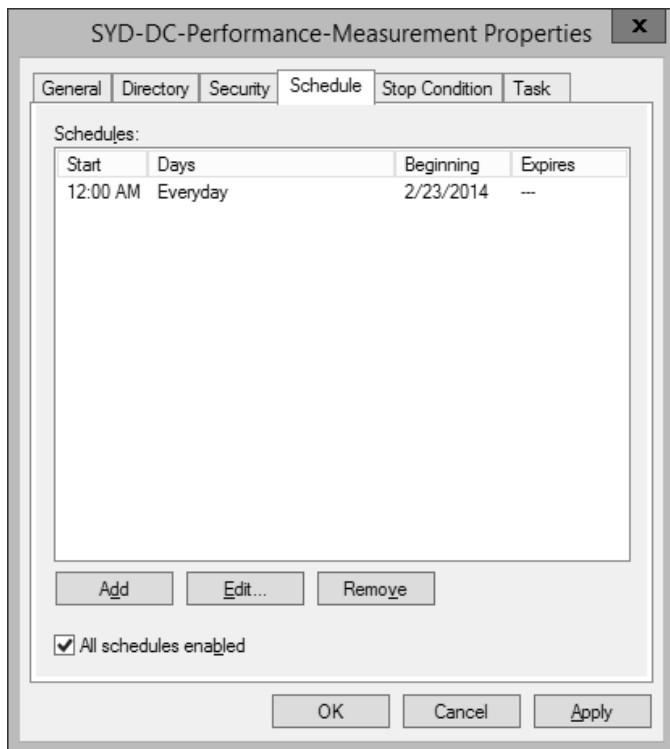 SYD-DC-Performance-Measurement Properties
x
General Directory Security Schedule Stop Condition Task
Schedules:
Start Days Beginning Expires
12:00 AM Everyday 2/23/2014 ---
Add Edit... Remove
All schedules enabled
OK Cancel Apply